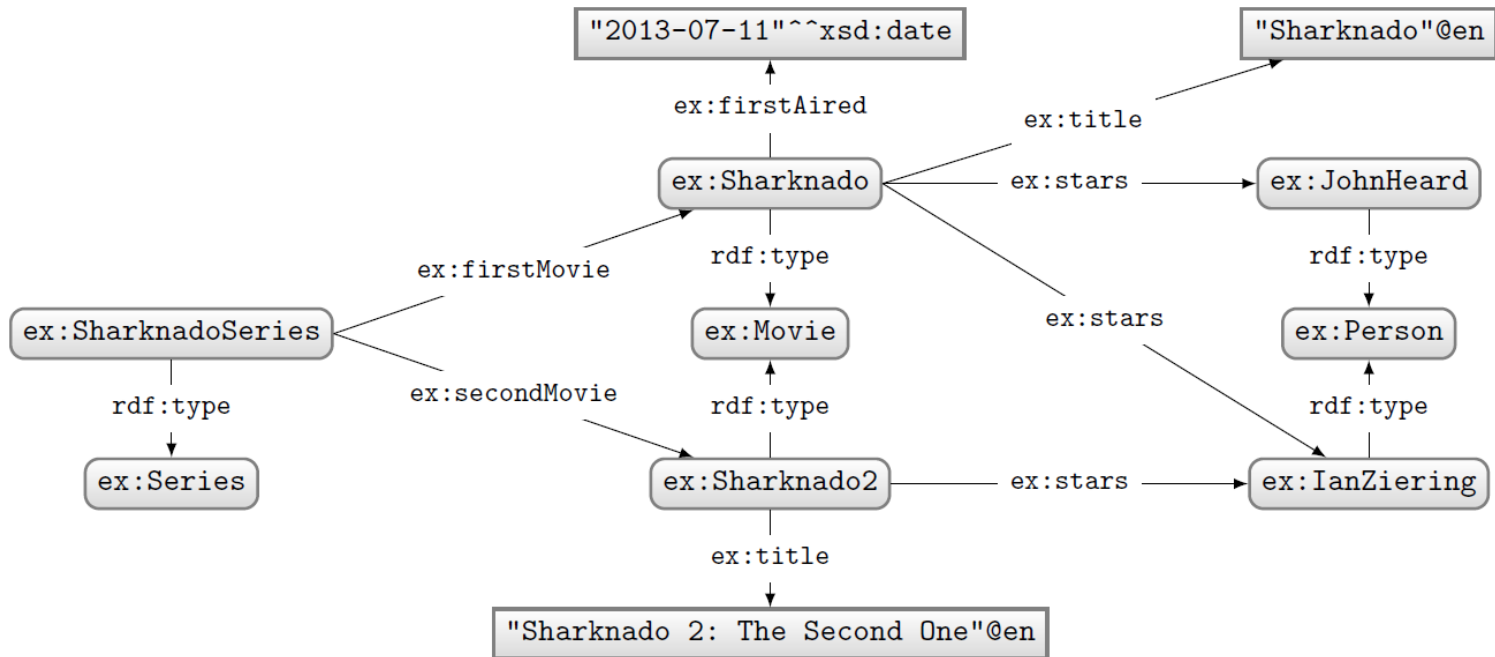 "2013-07-11"^^xsd:date
"Sharknado"@en
ex:firstAired
ex:title
ex:Sharknado
ex:stars
ex:JohnHeard
rdf:type
rdf:type
ex:firstMovie
ex:SharknadoSeries
ex:Movie
ex:stars
ex:Person
rdf:type
ex:secondMovie
rdf:type
rdf:type
ex:Series
ex:Sharknado2
ex:stars
ex:IanZiering
ex:title
"Sharknado 2: The Second One"@en